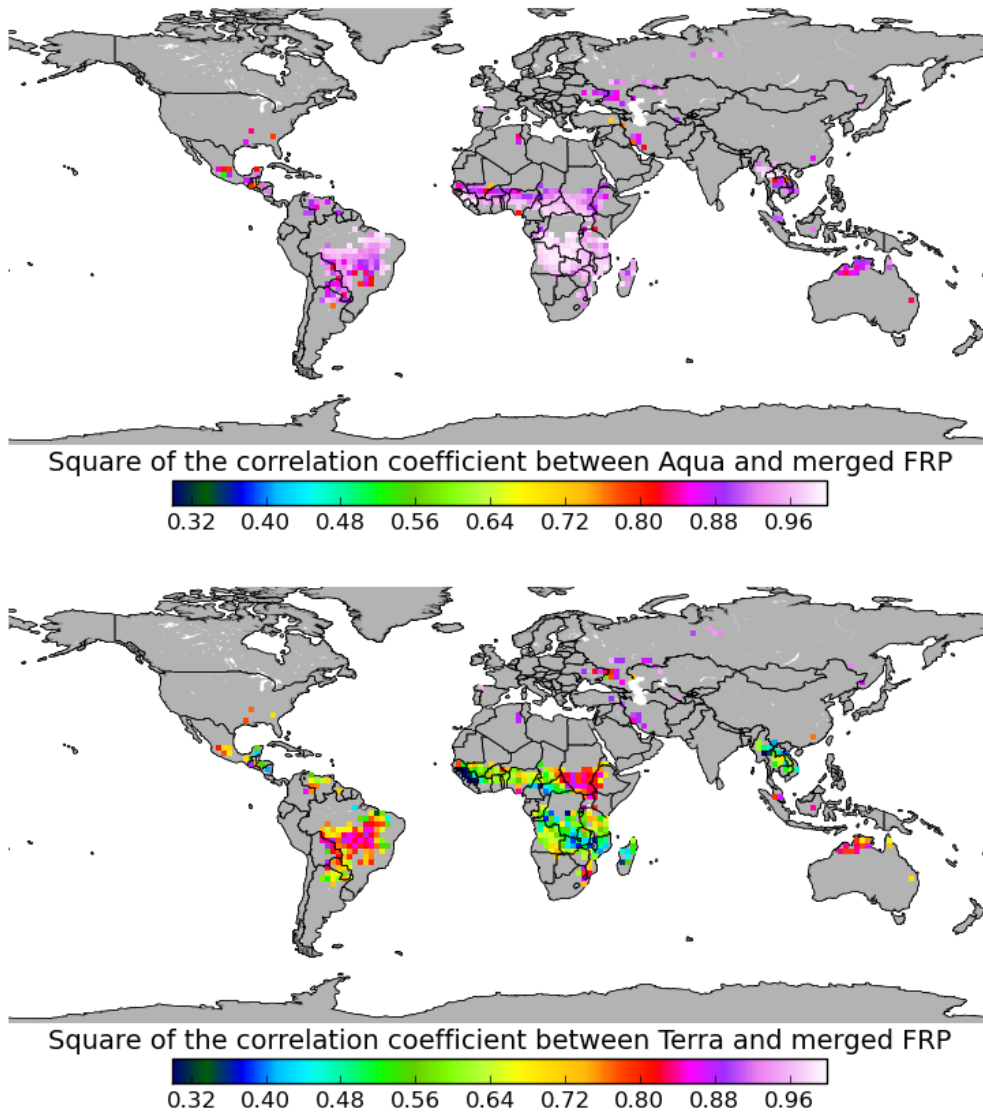 Square of the correlation coefficient between Aqua and merged FRP
0.32 0.40 0.48 0.56 0.64 0.72 0.80 0.88 0.96
Square of the correlation coefficient between Terra and merged FRP
0.32 0.40 0.48 0.56 0.64 0.72 0.80 0.88 0.96